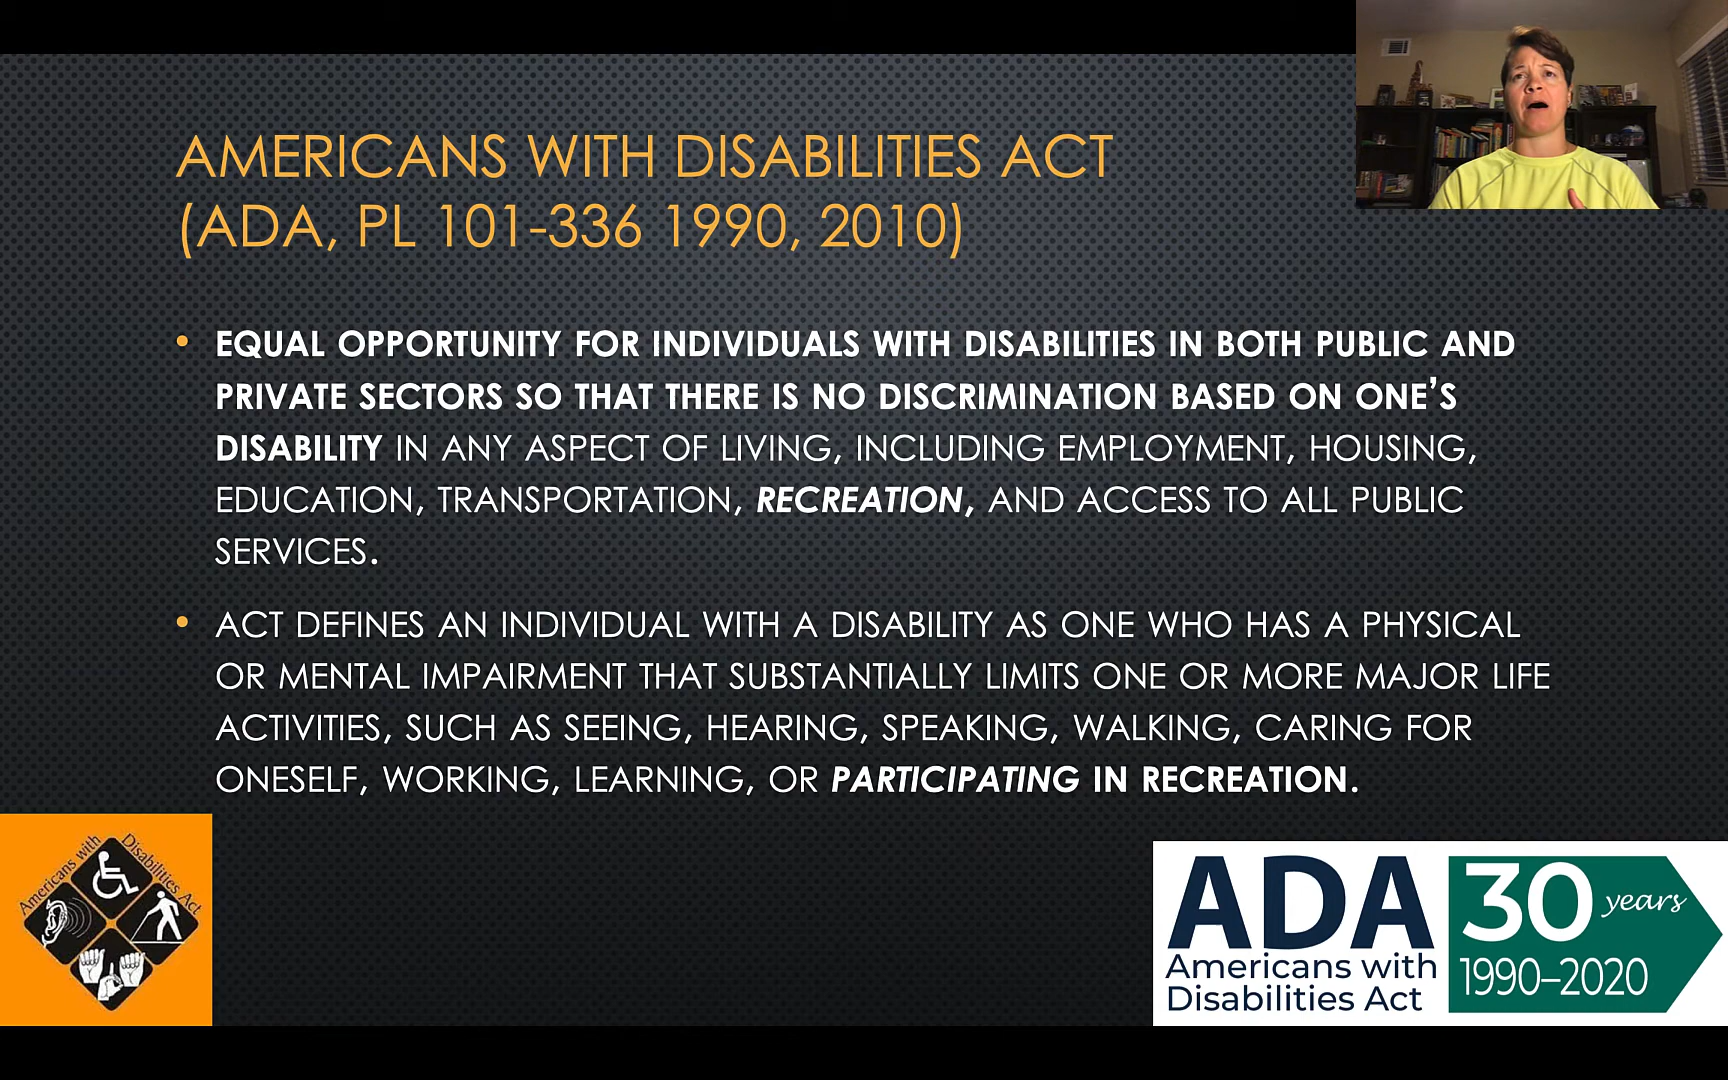 AMERICANS WITH DISABILITIES ACT
(ADA, PL 101-336 1990, 2010)
• EQUAL OPPORTUNITY FOR INDIVIDUALS WITH DISABILITIES IN BOTH PUBLIC AND
PRIVATE SECTORS SO THAT THERE IS NO DISCRIMINATION BASED ON ONE’S
DISABILITY IN ANY ASPECT OF LIVING, INCLUDING EMPLOYMENT, HOUSING,
EDUCATION, TRANSPORTATION, RECREATION, AND ACCESS TO ALL PUBLIC
SERVICES.
• ACT DEFINES AN INDIVIDUAL WITH A DISABILITY AS ONE WHO HAS A PHYSICAL
OR MENTAL IMPAIRMENT THAT SUBSTANTIALLY LIMITS ONE OR MORE MAJOR LIFE
ACTIVITIES, SUCH AS SEEING, HEARING, SPEAKING, WALKING, CARING FOR
ONESELF, WORKING, LEARNING, OR PARTICIPATING IN RECREATION.
Americans with Disabilities Act
ADA
Americans with
Disabilities Act
30 years
1990–2020